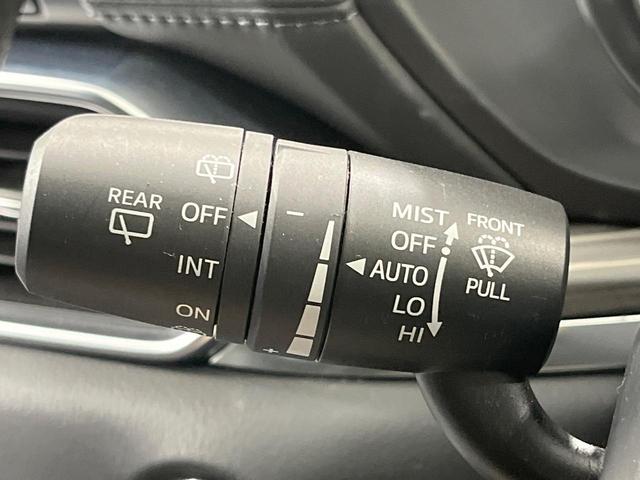 REAR
OFF
INT
ON
−
+
MIST
OFF
AUTO
LO
HI
FRONT
PULL